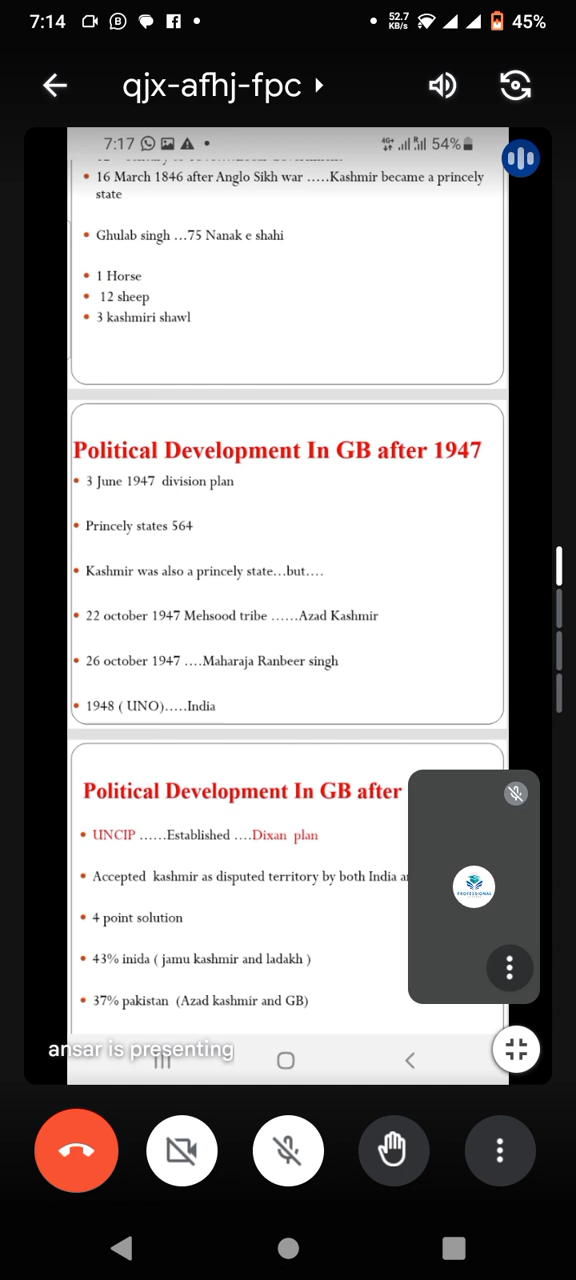 7:14
52.7
KB/s
45%
qjx-afhj-fpc
7:17
4G+
R
54%
16 March 1846 after Anglo Sikh war .....Kashmir became a princely
state
Ghulab singh ...75 Nanak e shahi
1 Horse
12 sheep
3 kashmiri shawl
Political Development In GB after 1947
3 June 1947 division plan
Princely states 564
Kashmir was also a princely state...but....
22 october 1947 Mehsood tribe ......Azad Kashmir
26 october 1947 ....Maharaja Ranbeer singh
1948 ( UNO).....India
Political Development In GB after
UNCIP ......Established ....Dixan plan
Accepted kashmir as disputed territory by both India
4 point solution
43% inida ( jamu kashmir and ladakh )
37% pakistan (Azad kashmir and GB)
PROFESSIONAL
ansar is presenting